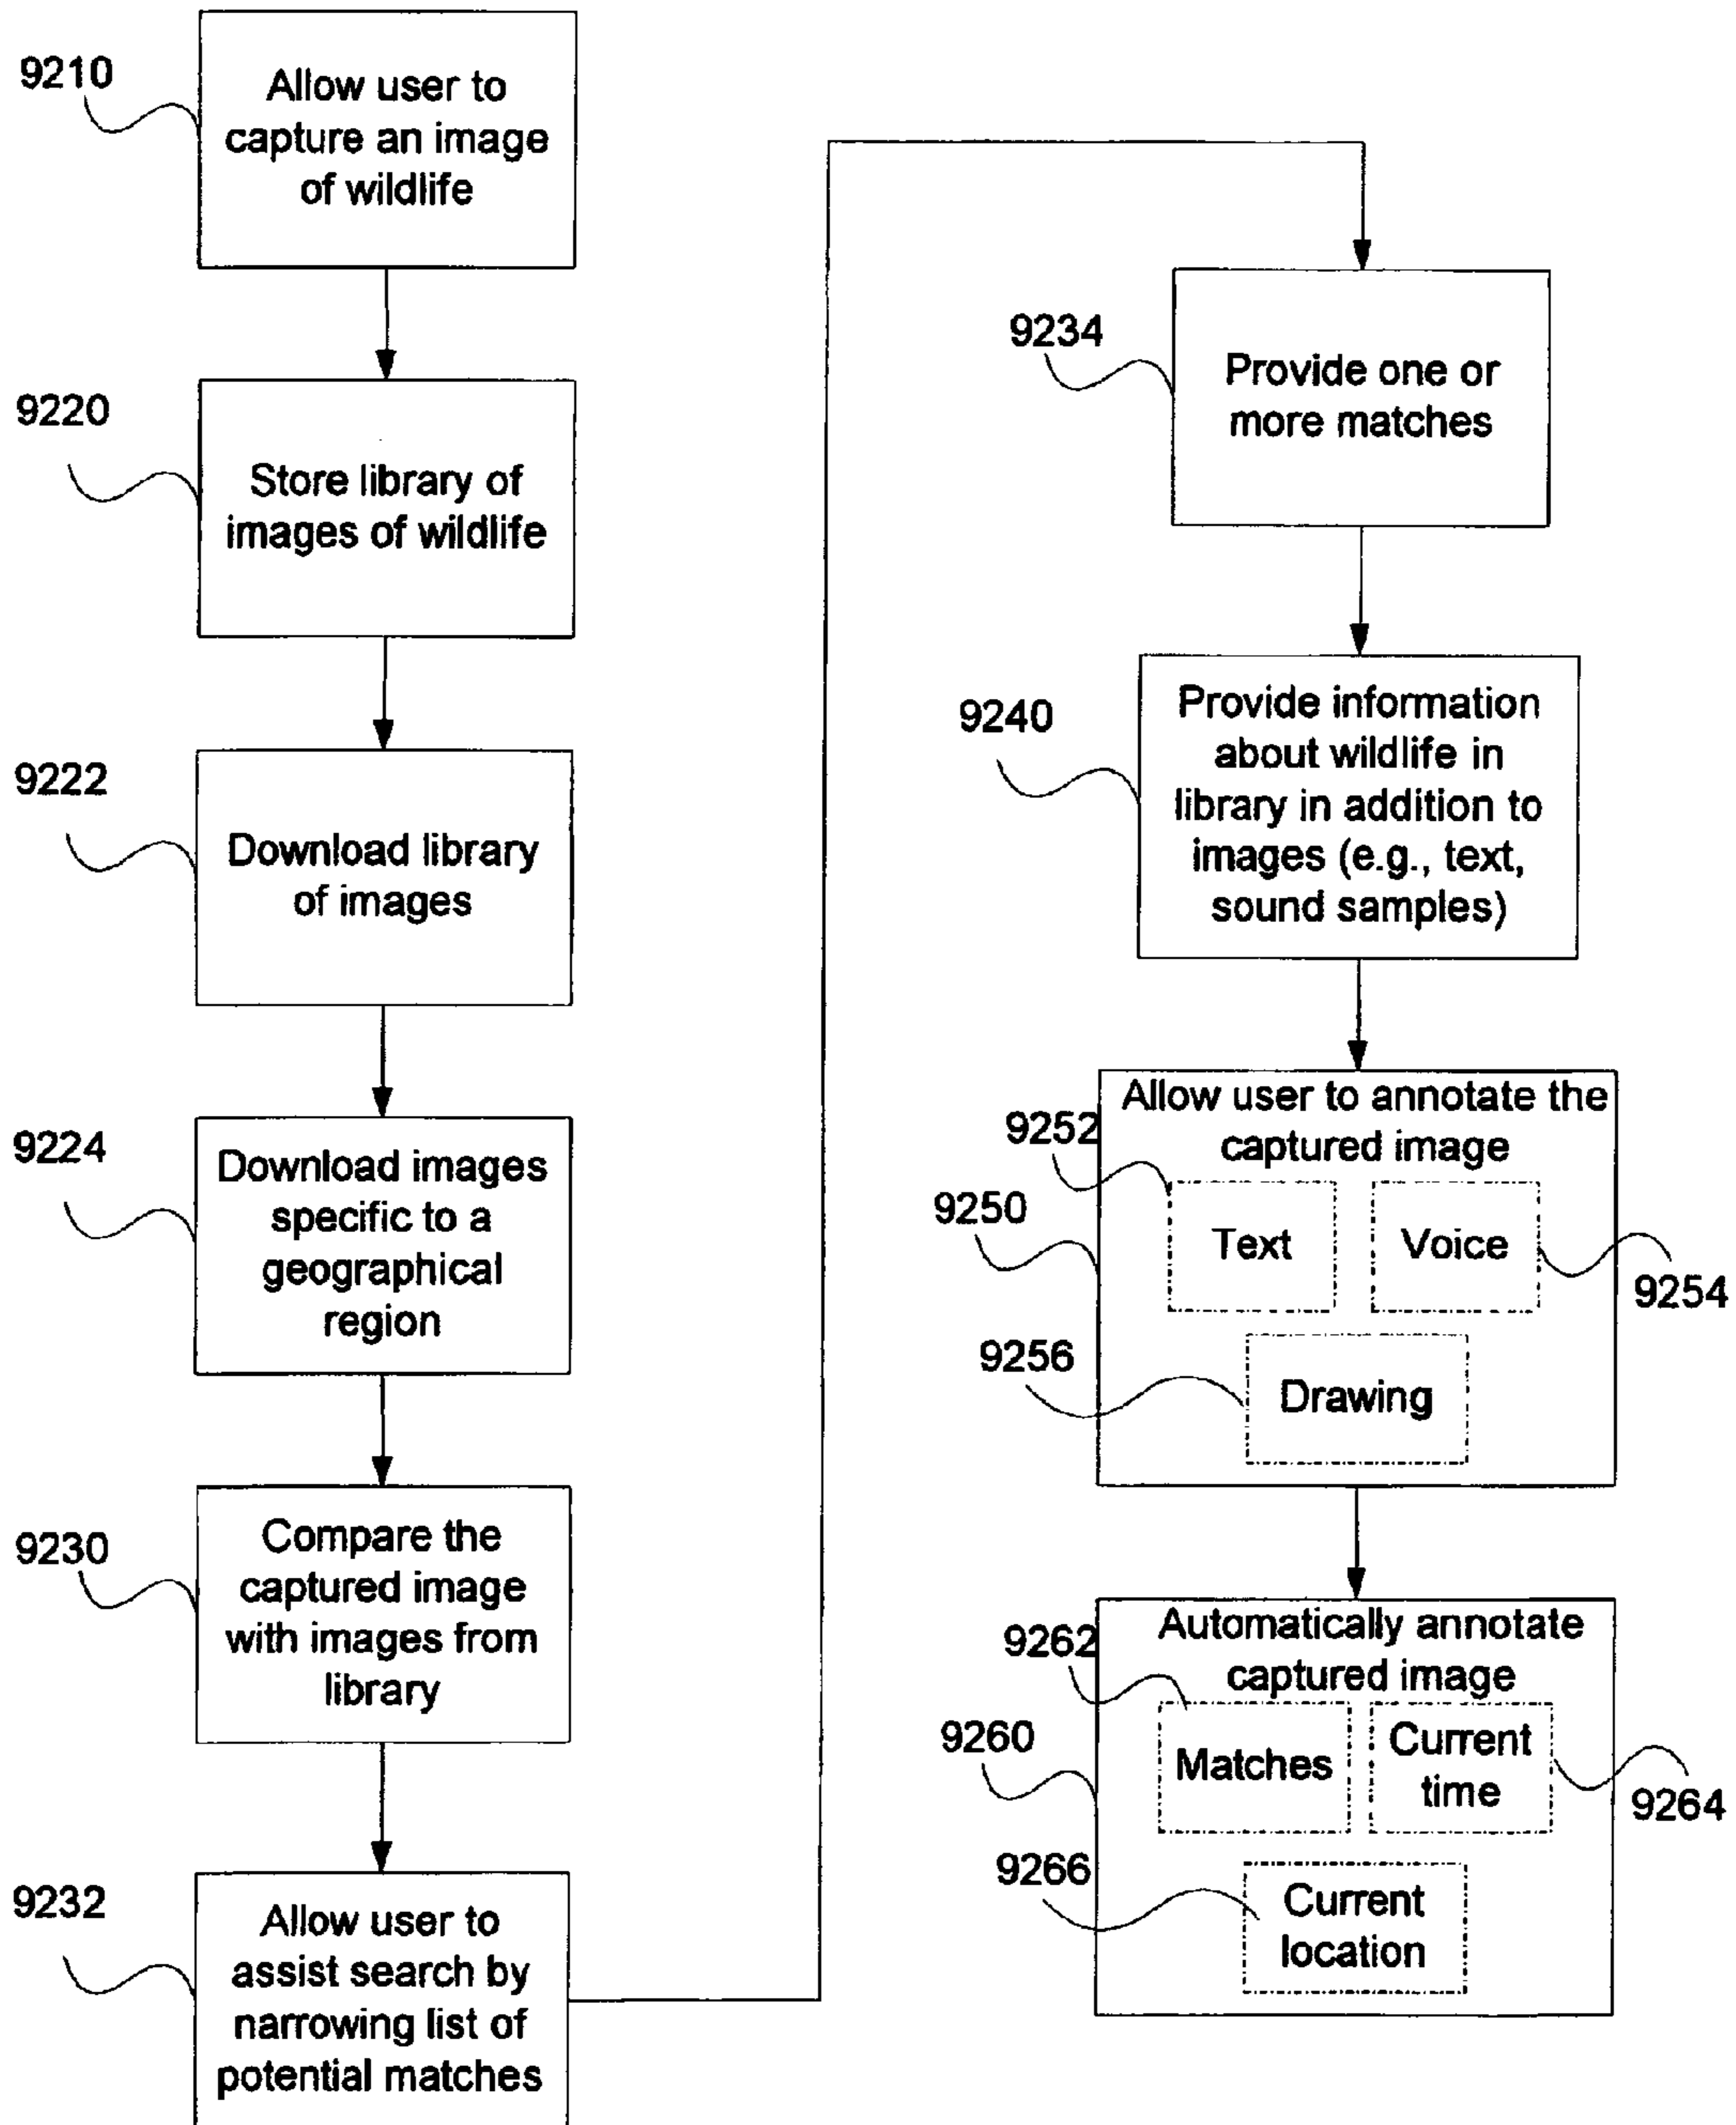 9210
Allow user to
capture an image
of wildlife
9220
Store library of
images of wildlife
9222
Download library
of images
9224
Download images
specific to a
geographical
region
9230
Compare the
captured image
with images from
library
9232
Allow user to
assist search by
narrowing list of
potential matches
9234
Provide one or
more matches
9240
Provide information
about wildlife in
library in addition to
images (e.g., text,
sound samples)
9250
Allow user to annotate the
captured image
9252
Text
Voice
9254
9256
Drawing
9260
Automatically annotate
captured image
9262
Matches
Current
time
9264
9266
Current
location